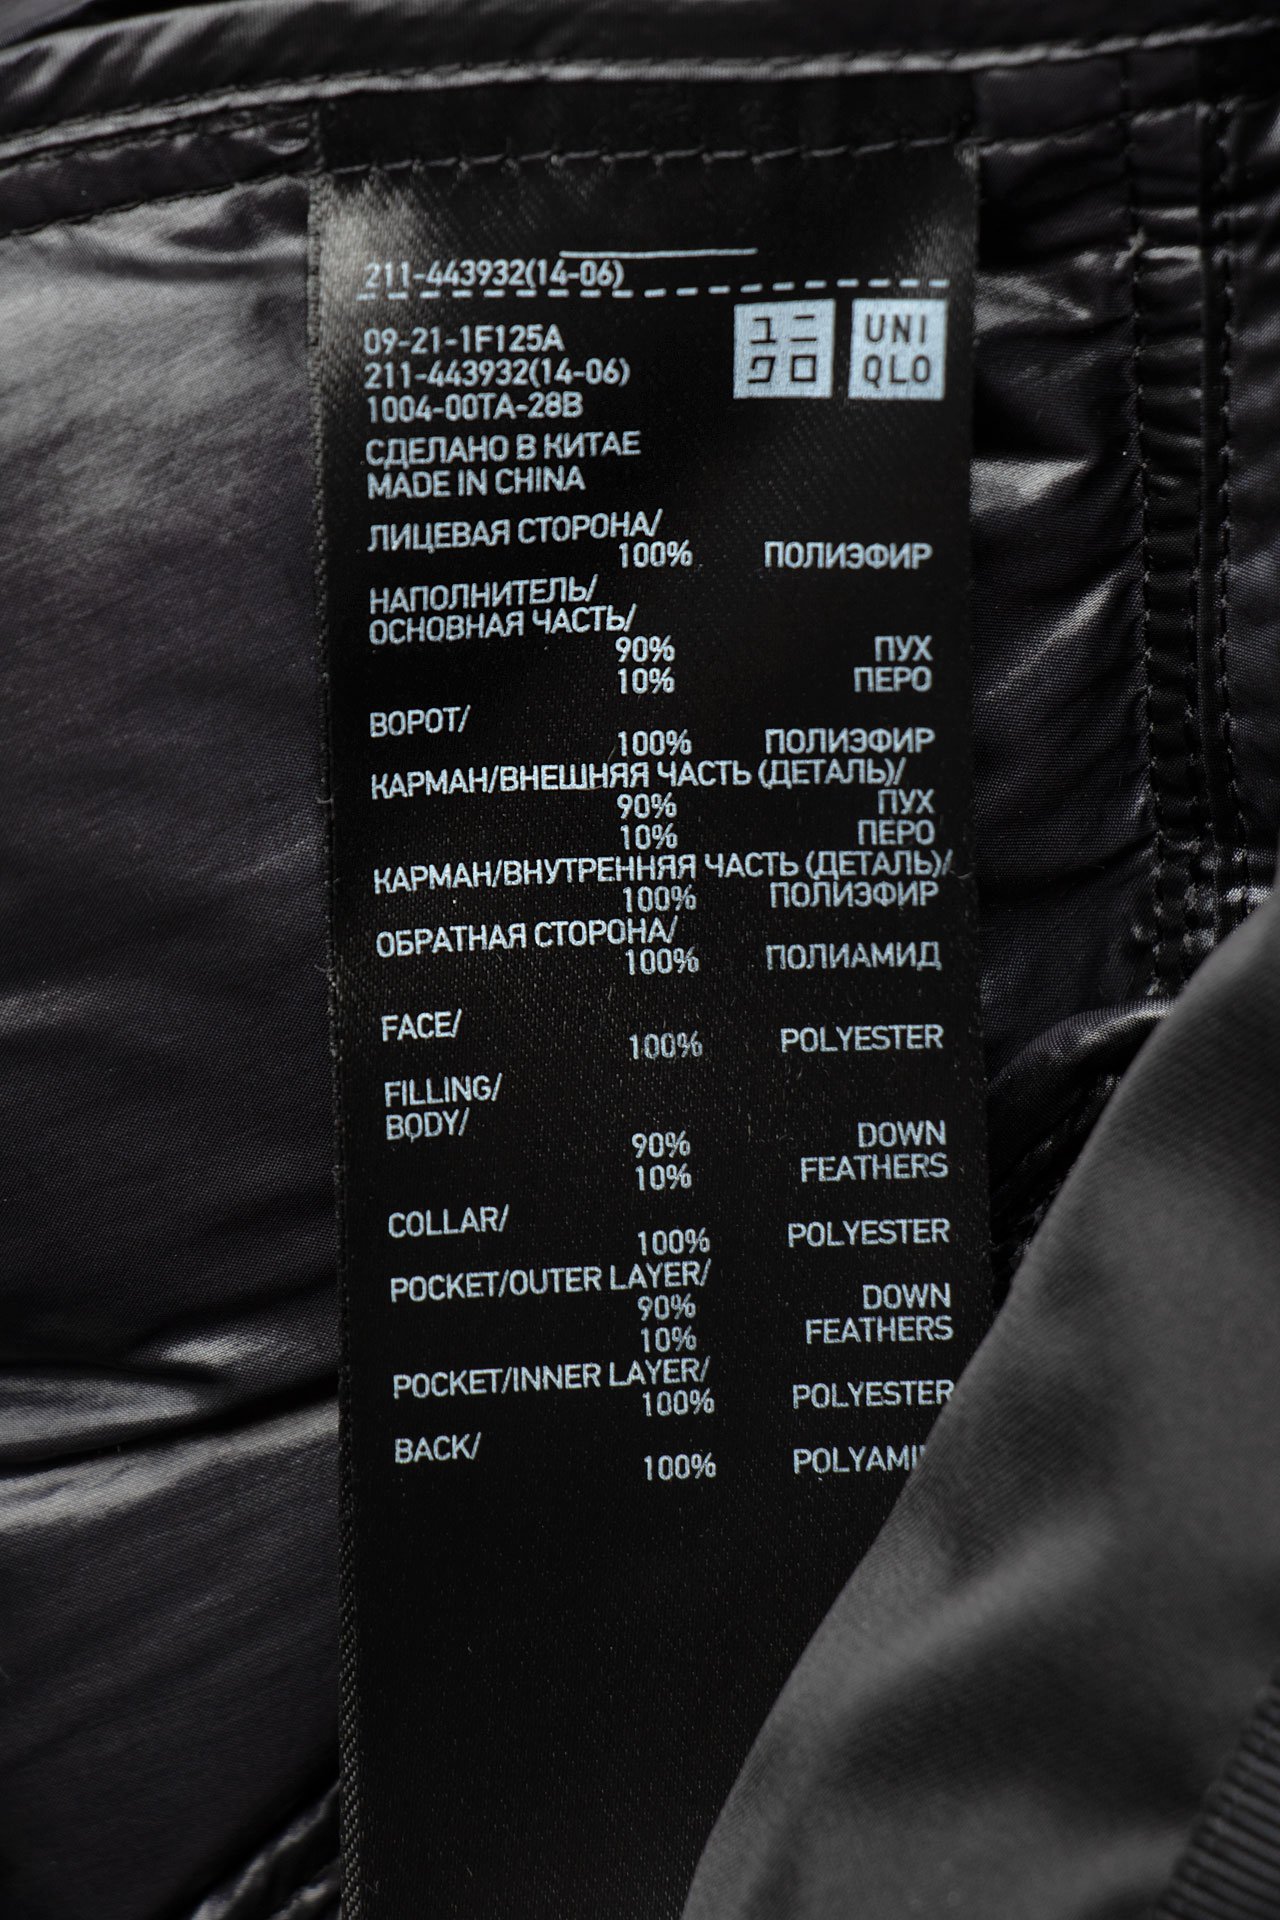 211-443932(14-06)
ユニ
クロ
UNI
QLO
09-21-1F125A
211-443932(14-06)
1004-00TA-28B
СДЕЛАНО В КИТАЕ
MADE IN CHINA
ЛИЦЕВАЯ СТОРОНА/
100% ПОЛИЭФИР
НАПОЛНИТЕЛЬ/
ОСНОВНАЯ ЧАСТЬ/
90% ПУХ
10% ПЕРО
ВОРОТ/
100% ПОЛИЭФИР
КАРМАН/ВНЕШНЯЯ ЧАСТЬ (ДЕТАЛЬ)/
90% ПУХ
10% ПЕРО
КАРМАН/ВНУТРЕННЯЯ ЧАСТЬ (ДЕТАЛЬ)/
100% ПОЛИЭФИР
ОБРАТНАЯ СТОРОНА/
100% ПОЛИАМИД
FACE/
100% POLYESTER
FILLING/
BODY/
90% DOWN
10% FEATHERS
COLLAR/
100% POLYESTER
POCKET/OUTER LAYER/
90% DOWN
10% FEATHERS
POCKET/INNER LAYER/
100% POLYESTER
BACK/
100%